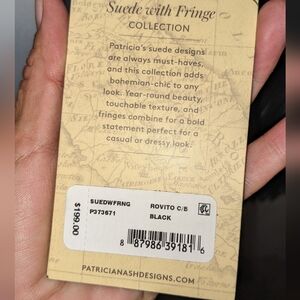 Suede with Fringe
COLLECTION
Patricia's suede designs
are always must-haves,
and this collection adds
bohemian-chic to any
look. Year-round beauty,
touchable texture, and
fringes combine for a bold
statement perfect for a
casual or dressy look.
$199.00
SUEDWFRNG
P373671
ROVITO C/B
BLACK
8 87986 39181 6
PATRICIANASHDESIGNS.COM